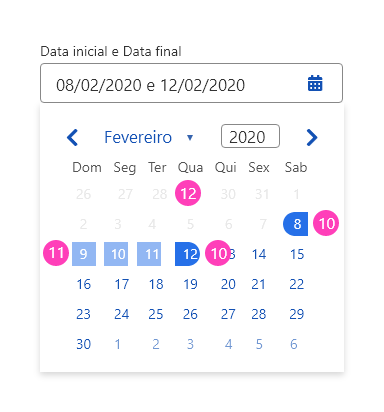 Data inicial e Data final
08/02/2020 e 12/02/2020
Fevereiro 2020
Dom Seg Ter Qua Qui Sex Sab
26 27 28 12 30 31 1
2 3 4 5 6 7 8 10
11 9 10 11 12 10 3 14 15
16 17 18 19 20 21 22
23 24 25 26 27 28 29
30 1 2 3 4 5 6